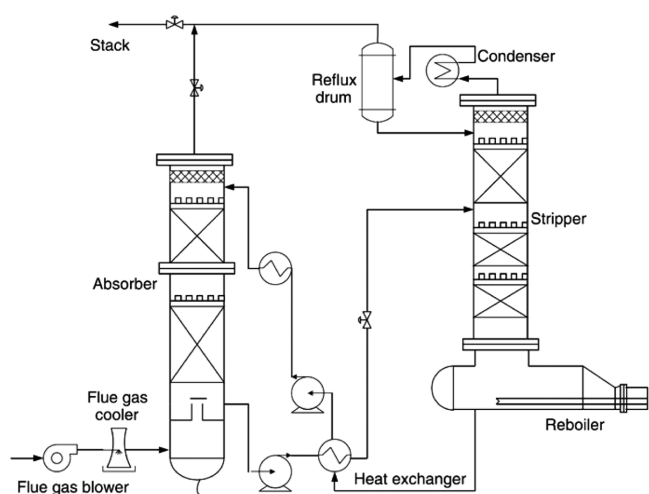 Stack
Reflux
drum
Condenser
Stripper
Absorber
Flue gas
cooler
Reboiler
Heat exchanger
Flue gas blower